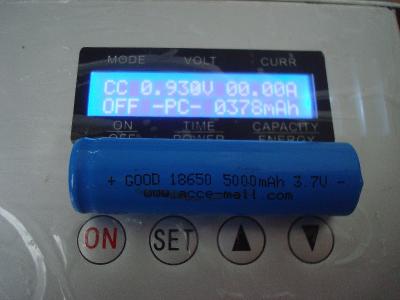 MODE VOLT CURR
CC 0.930V 00.00A
OFF -PC- 0378mAh
ON TIME CAPACITY
OFF POWER ENERGY
+ GOOD 18650 5000mAh 3.7V -
www.acce-mall.com
ON SET